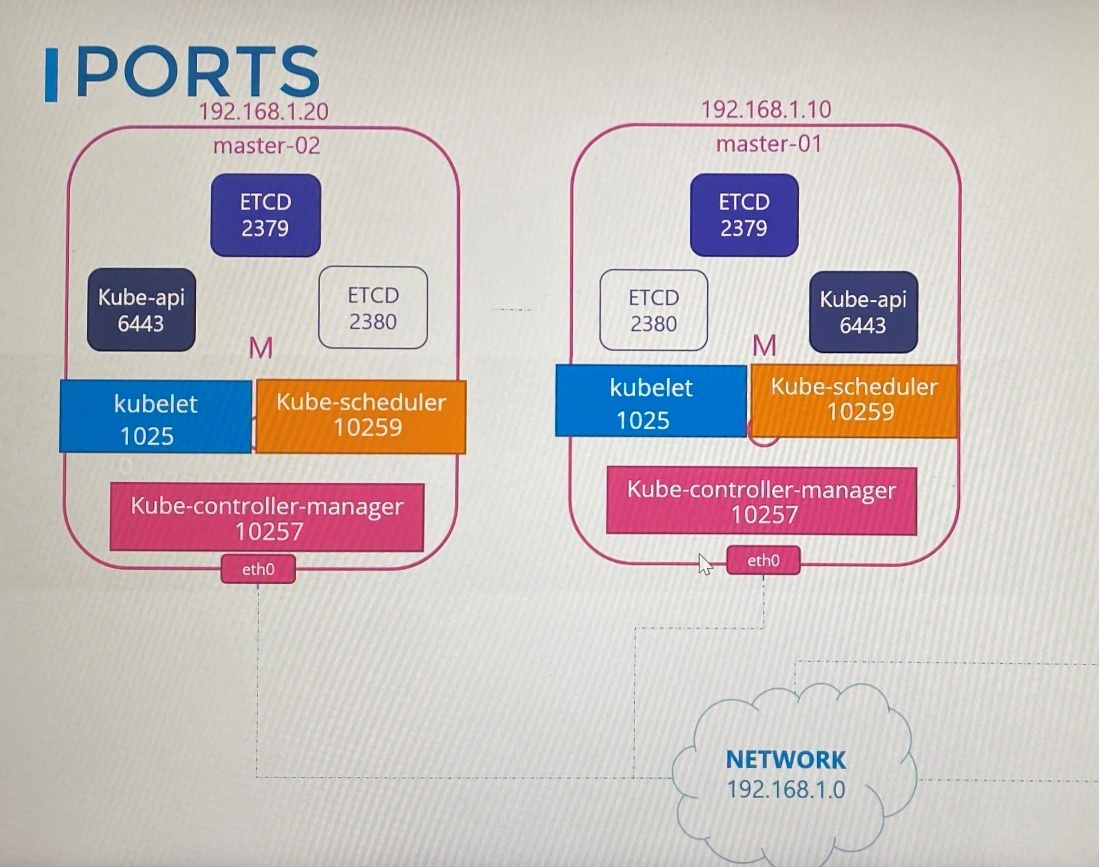 PORTS
192.168.1.20
master-02
ETCD
2379
Kube-api
6443
ETCD
2380
M
kubelet
1025
0
Kube-scheduler
10259
Kube-controller-manager
10257
eth0
192.168.1.10
master-01
ETCD
2379
ETCD
2380
Kube-api
6443
M
kubelet
1025
Kube-scheduler
10259
Kube-controller-manager
10257
eth0
NETWORK
192.168.1.0